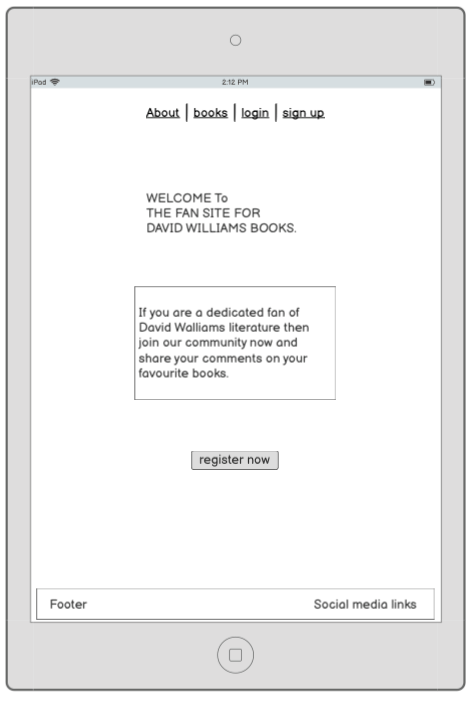 iPad 2:12 PM
About | books | login | sign up
WELCOME To
THE FAN SITE FOR
DAVID WILLIAMS BOOKS.
If you are a dedicated fan of
David Walliams literature then
join our community now and
share your comments on your
favourite books.
register now
Footer Social media links